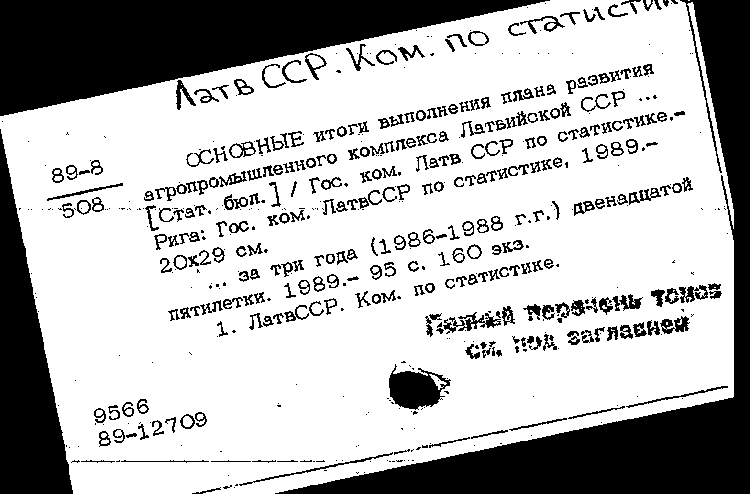 Латв ССР. Ком. по статистик
89-8
508
ОСНОВНЫЕ итоги выполнения плана развития
агропромышленного комплекса Латвийской ССР ...
[Стат. бюл.] / Гос. ком. Латв ССР по статистике.-
Рига: Гос. ком. ЛатвССР по статистике, 1989.-
20х29 см.
... за три года (1986-1988 г.г.) двенадцатой
пятилетки. 1989.- 95 с. 160 экз.
1. ЛатвССР. Ком. по статистике.
Полный перечень томов
см. под заглавием
9566
89-12709